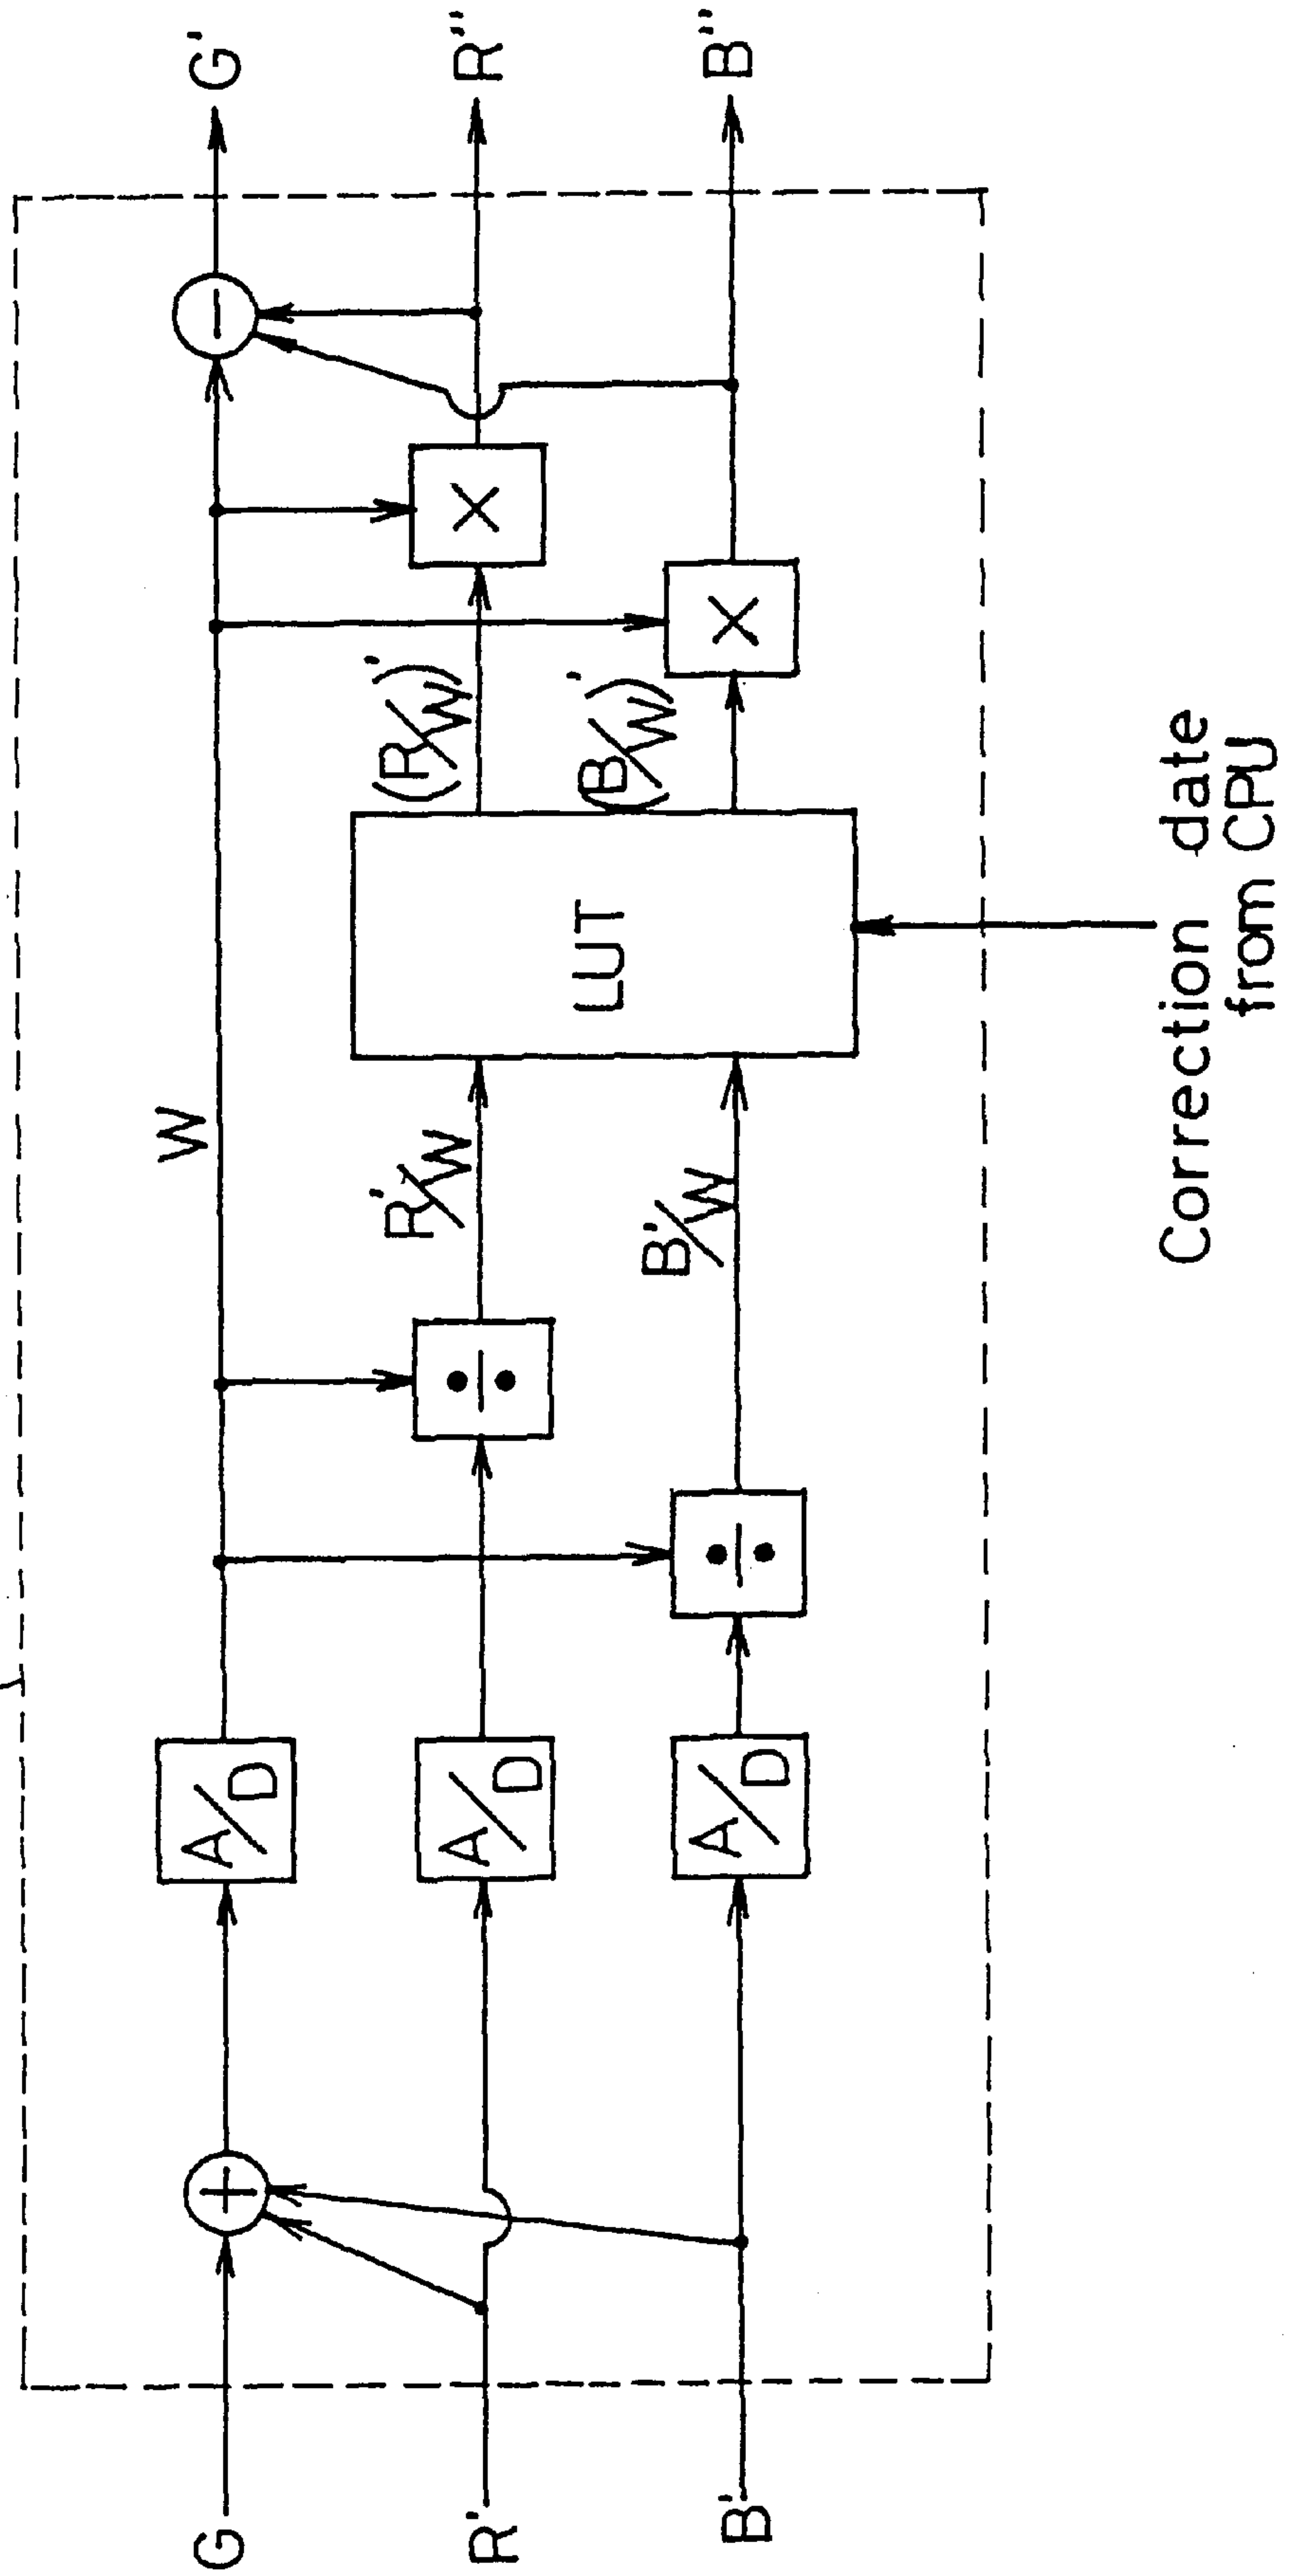 G
R'
B'
+
A/D
A/D
A/D
÷
÷
W
R'/W
B'/W
LUT
(R/W)'
(B/W)'
×
×
−
G'
R''
B''
Correction date
from CPU